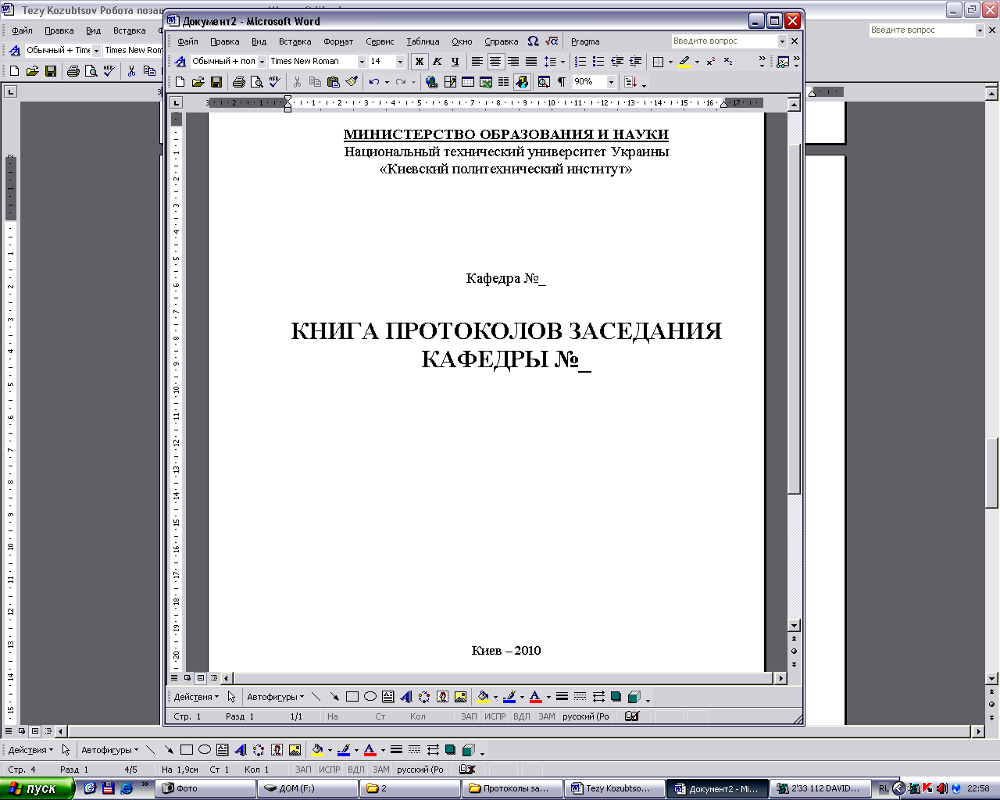 Tezy Kozubtsov Робота позаш
Файл Правка Вид Вставка
Введите вопрос
Обычный + Time Times New Rom
Документ2 - Microsoft Word
Файл Правка Вид Вставка Формат Сервис Таблица Окно Справка Pragma
Введите вопрос
Обычный + пол Times New Roman 14 Ж К Ч
90%
МИНИСТЕРСТВО ОБРАЗОВАНИЯ И НАУКИ
Национальный технический университет Украины
«Киевский политехнический институт»
Кафедра №_
КНИГА ПРОТОКОЛОВ ЗАСЕДАНИЯ
КАФЕДРЫ №_
Киев – 2010
Действия Автофигуры
Стр. 1 Разд 1 1/1 На Ст Кол ЗАП ИСПР ВДЛ ЗАМ русский (Ро
Действия Автофигуры
Стр. 4 Разд 1 4/5 На 1,9см Ст 1 Кол 1 ЗАП ИСПР ВДЛ ЗАМ русский (Ро
пуск Фото ДОМ (F:) 2 Протоколы за... Tezy Kozubtso... Документ2 - Mi... 2'33 112 DAVID... RL 22:58